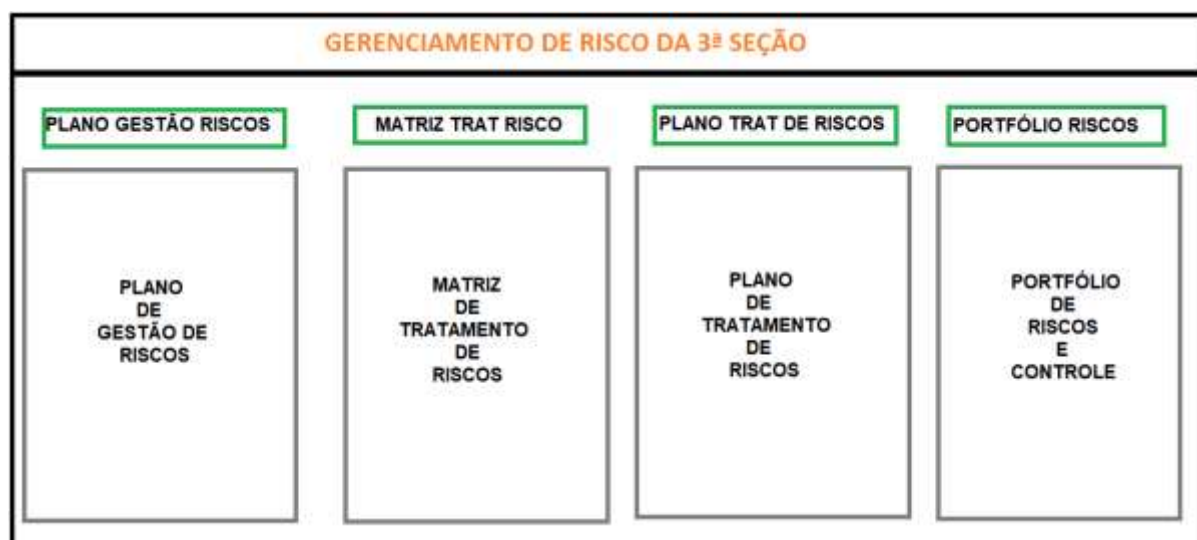 GERENCIAMENTO DE RISCO DA 3ª SEÇÃO
PLANO GESTÃO RISCOS
MATRIZ TRAT RISCO
PLANO TRAT DE RISCOS
PORTFÓLIO RISCOS
PLANO
DE
GESTÃO DE
RISCOS
MATRIZ
DE
TRATAMENTO
DE
RISCOS
PLANO
DE
TRATAMENTO
DE
RISCOS
PORTFÓLIO
DE
RISCOS
E
CONTROLE